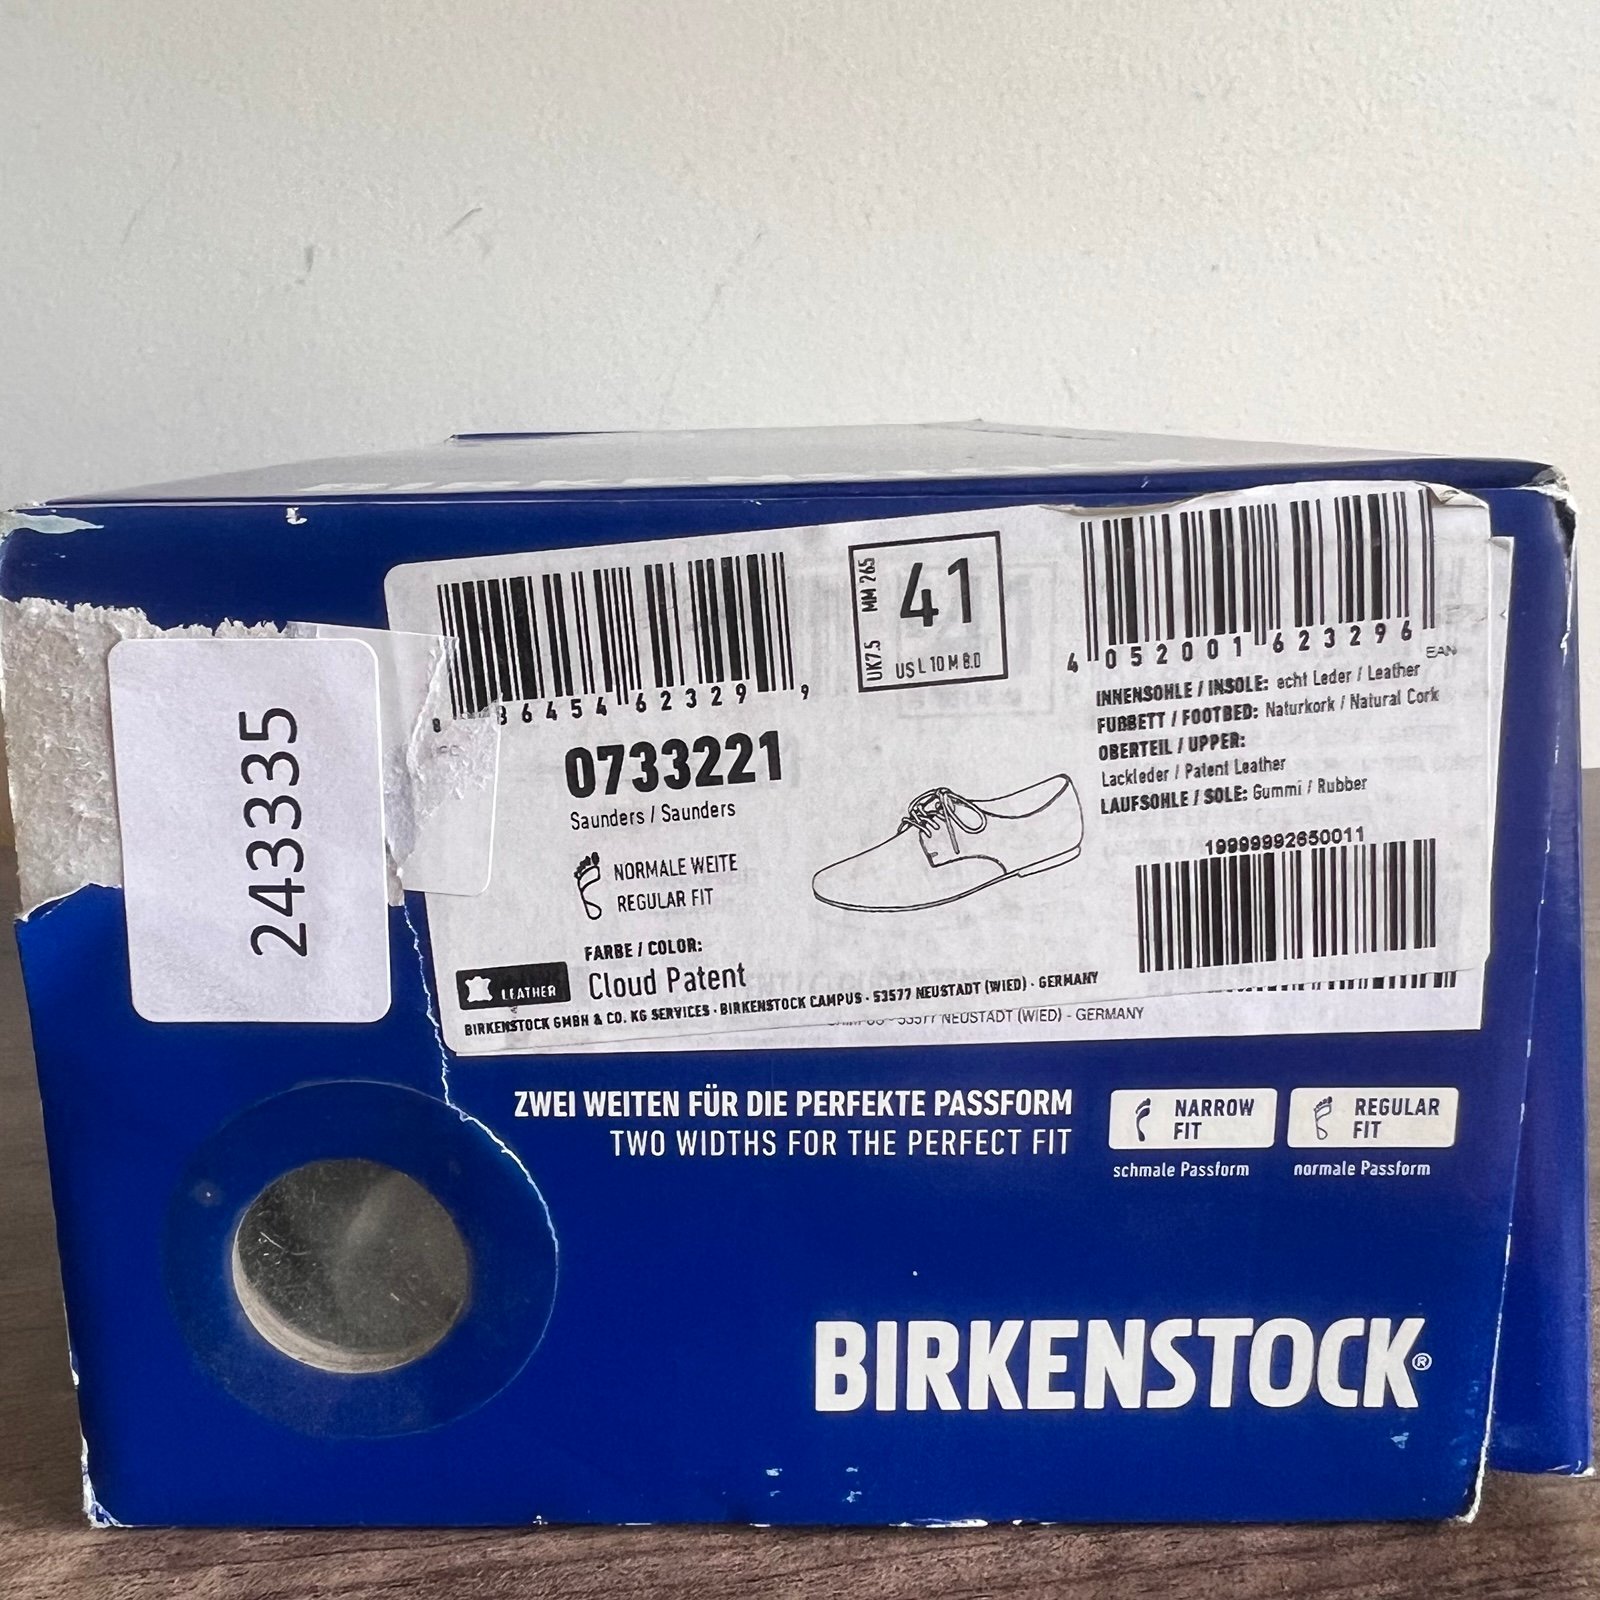 243335
8 86454 62329 9
0733221
Saunders / Saunders
NORMALE WEITE
REGULAR FIT
FARBE / COLOR:
Cloud Patent
LEATHER
MM 265
UK7.5
41
US L 10 M 8.0
4 052001 623296 EAN
INNENSOHLE / INSOLE: echt Leder / Leather
FUßBETT / FOOTBED: Naturkork / Natural Cork
OBERTEIL / UPPER:
Lackleder / Patent Leather
LAUFSOHLE / SOLE: Gummi / Rubber
19999992650011
BIRKENSTOCK GMBH & CO. KG SERVICES · BIRKENSTOCK CAMPUS · 53577 NEUSTADT (WIED) · GERMANY
53577 NEUSTADT (WIED) - GERMANY
ZWEI WEITEN FÜR DIE PERFEKTE PASSFORM
TWO WIDTHS FOR THE PERFECT FIT
NARROW
FIT
schmale Passform
REGULAR
FIT
normale Passform
BIRKENSTOCK®